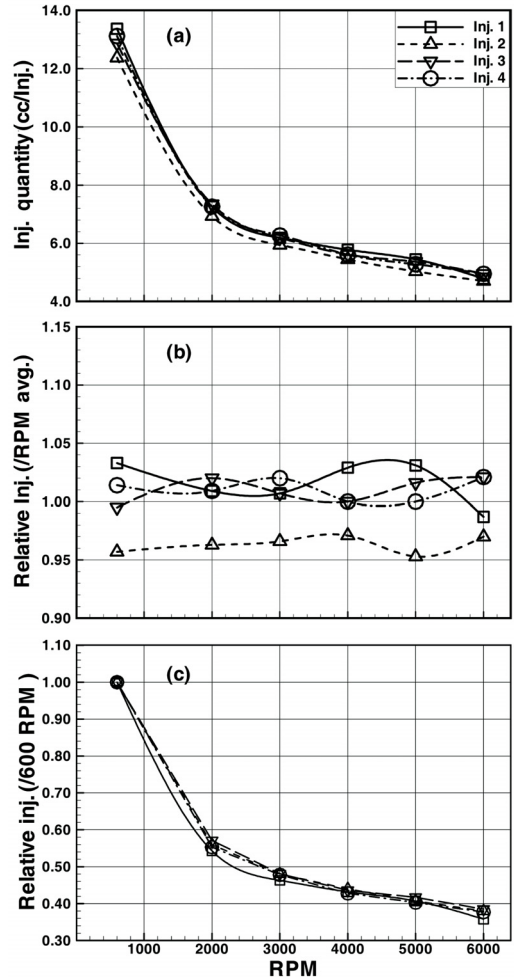 14.0
12.0
10.0
8.0
6.0
4.0
Inj. quantity (cc/Inj.)
(a)
Inj. 1
Inj. 2
Inj. 3
Inj. 4
1.15
1.10
1.05
1.00
0.95
0.90
Relative Inj.(/RPM avg.)
(b)
1.10
1.00
0.90
0.80
0.70
0.60
0.50
0.40
0.30
Relative inj.(/600 RPM)
(c)
1000 2000 3000 4000 5000 6000
RPM